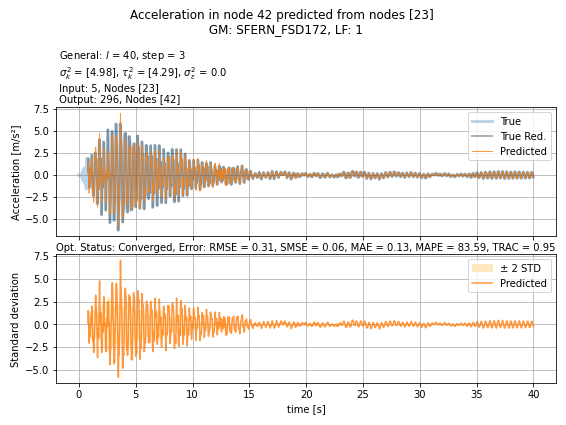 Acceleration in node 42 predicted from nodes [23]
GM: SFERN_FSD172, LF: 1
General: l = 40, step = 3
σ²ₖ = [4.98], τ²ₖ = [4.29], σ²ε = 0.0
Input: 5, Nodes [23]
Output: 296, Nodes [42]
Acceleration [m/s²]
7.5
5.0
2.5
0.0
−2.5
−5.0
True
True Red.
Predicted
Opt. Status: Converged, Error: RMSE = 0.31, SMSE = 0.06, MAE = 0.13, MAPE = 83.59, TRAC = 0.95
Standard deviation
7.5
5.0
2.5
0.0
−2.5
−5.0
± 2 STD
Predicted
0 5 10 15 20 25 30 35 40
time [s]